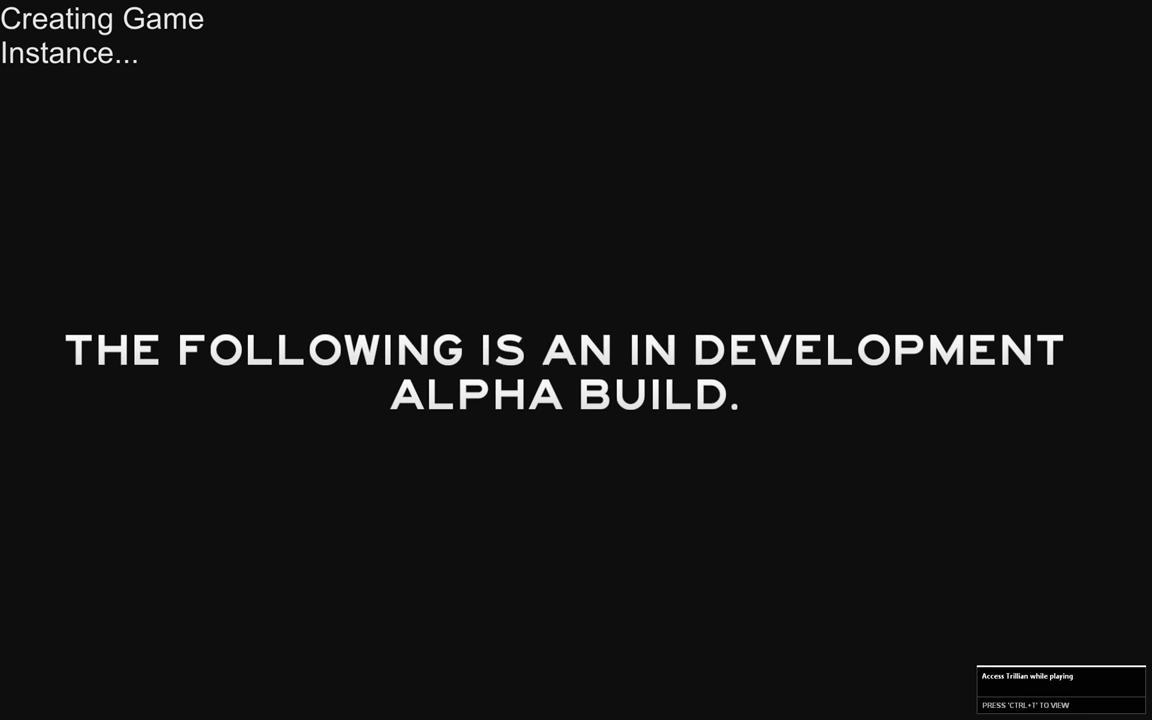 Creating Game
Instance...
THE FOLLOWING IS AN IN DEVELOPMENT
ALPHA BUILD.
Access Trillian while playing
PRESS 'CTRL+T' TO VIEW